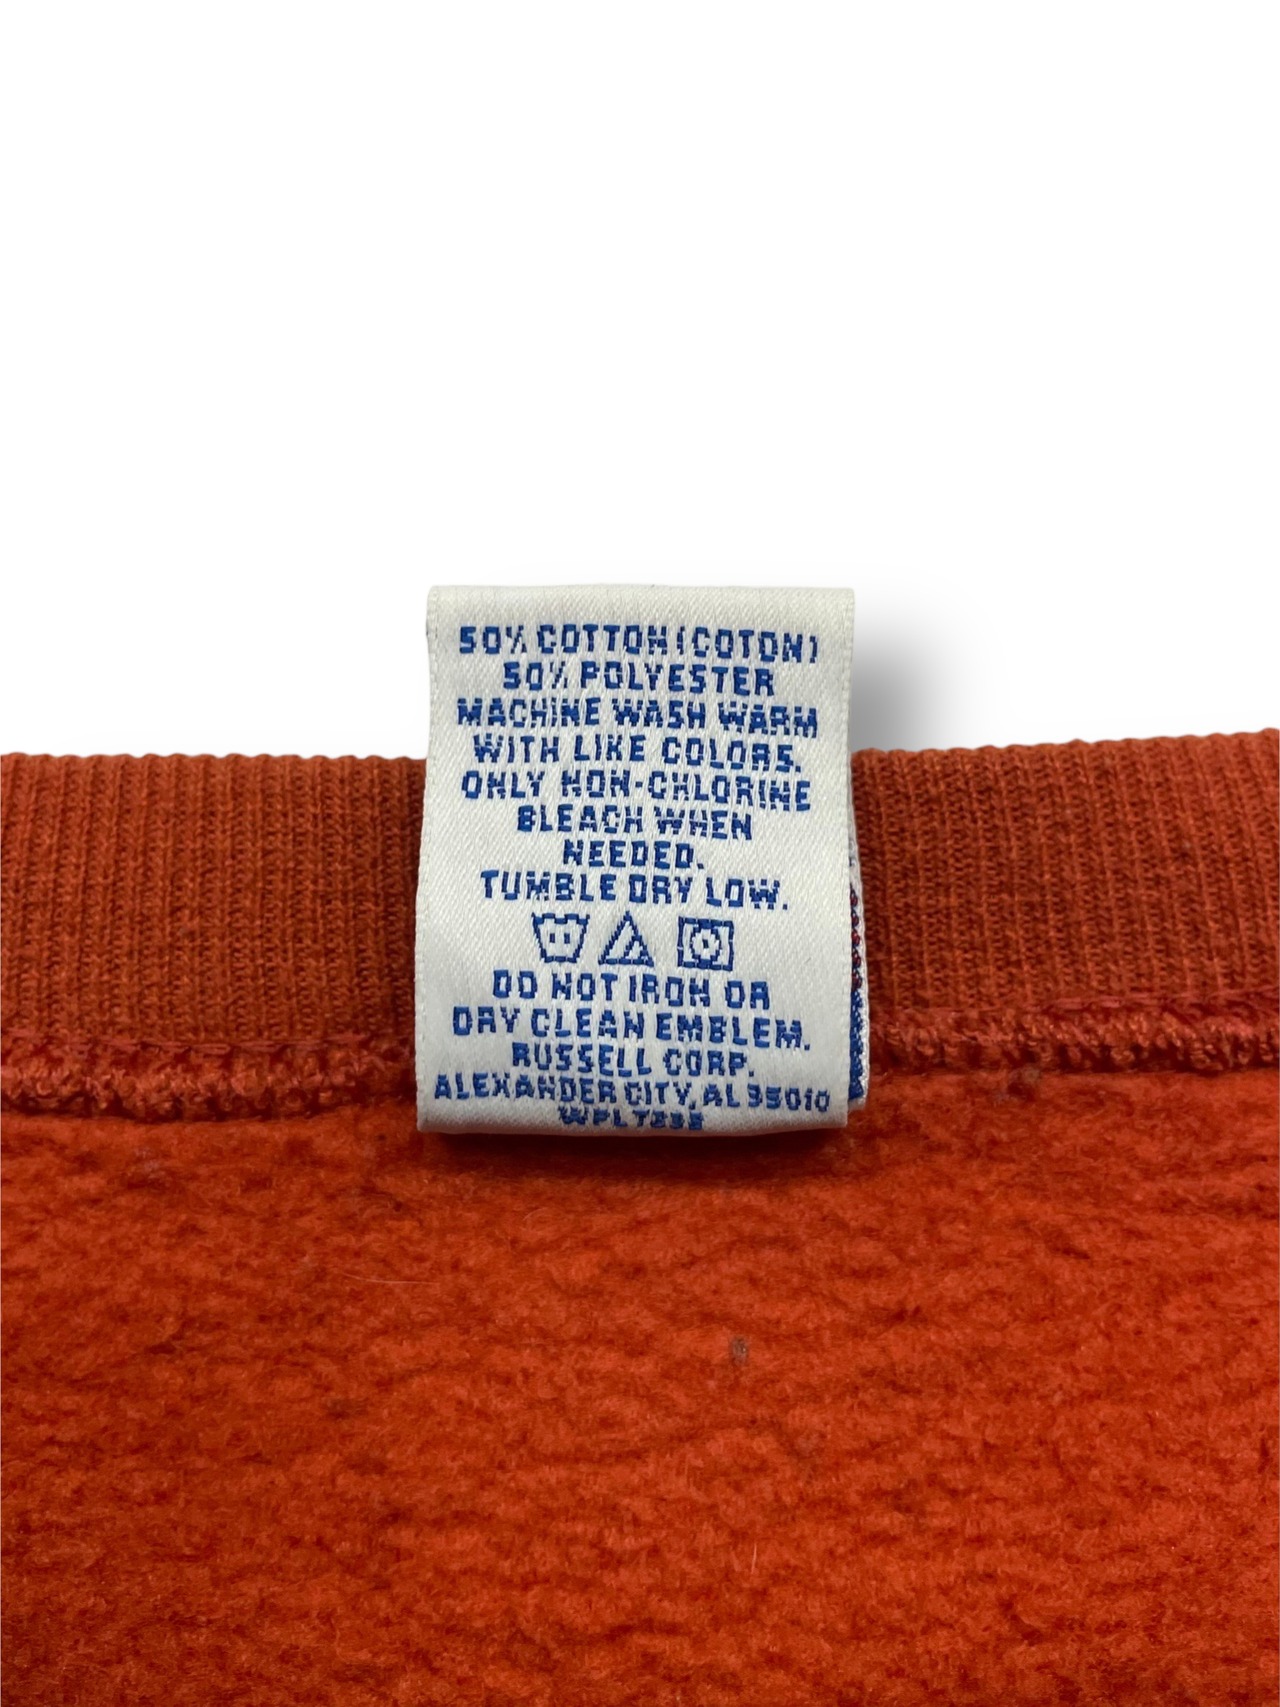 50% COTTON (COTON)
50% POLYESTER
MACHINE WASH WARM
WITH LIKE COLORS.
ONLY NON-CHLORINE
BLEACH WHEN
NEEDED.
TUMBLE DRY LOW.
DO NOT IRON OR
DRY CLEAN EMBLEM.
RUSSELL CORP.
ALEXANDER CITY, AL 35010